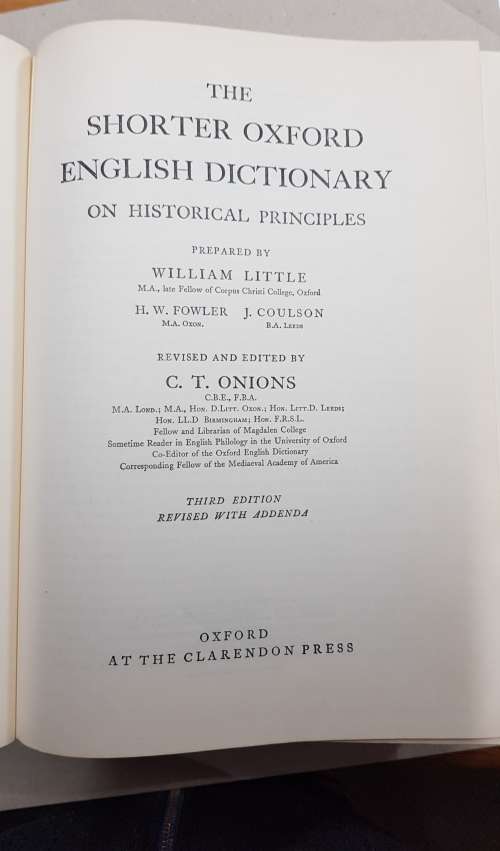 THE
SHORTER OXFORD
ENGLISH DICTIONARY
ON HISTORICAL PRINCIPLES
PREPARED BY
WILLIAM LITTLE
M.A., late Fellow of Corpus Christi College, Oxford
H. W. FOWLER J. COULSON
M.A. OXON. B.A. LEEDS
REVISED AND EDITED BY
C. T. ONIONS
C.B.E., F.B.A.
M.A. LOND.; M.A., HON. D.LITT. OXON.; HON. LITT.D. LEEDS;
HON. LL.D BIRMINGHAM; HON. F.R.S.L.
Fellow and Librarian of Magdalen College
Sometime Reader in English Philology in the University of Oxford
Co-Editor of the Oxford English Dictionary
Corresponding Fellow of the Mediaeval Academy of America
THIRD EDITION
REVISED WITH ADDENDA
OXFORD
AT THE CLARENDON PRESS